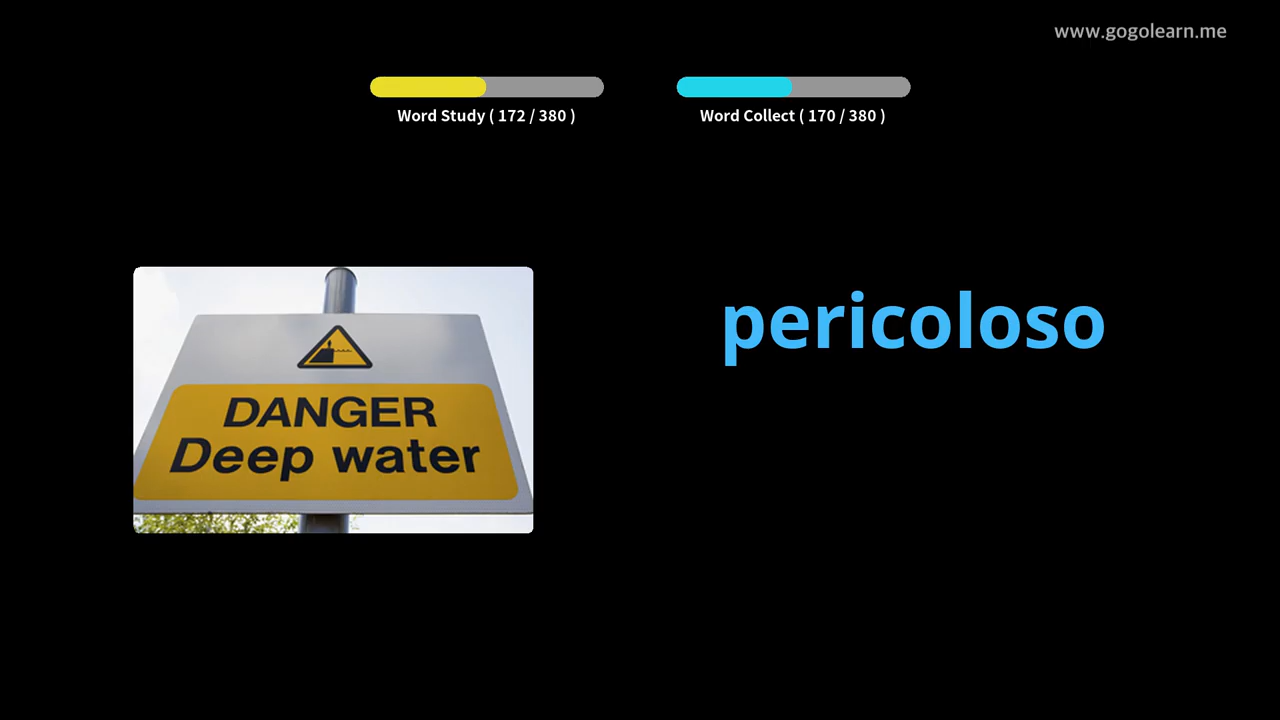 www.gogolearn.me
Word Study ( 172 / 380 )
Word Collect ( 170 / 380 )
pericoloso
DANGER
Deep water